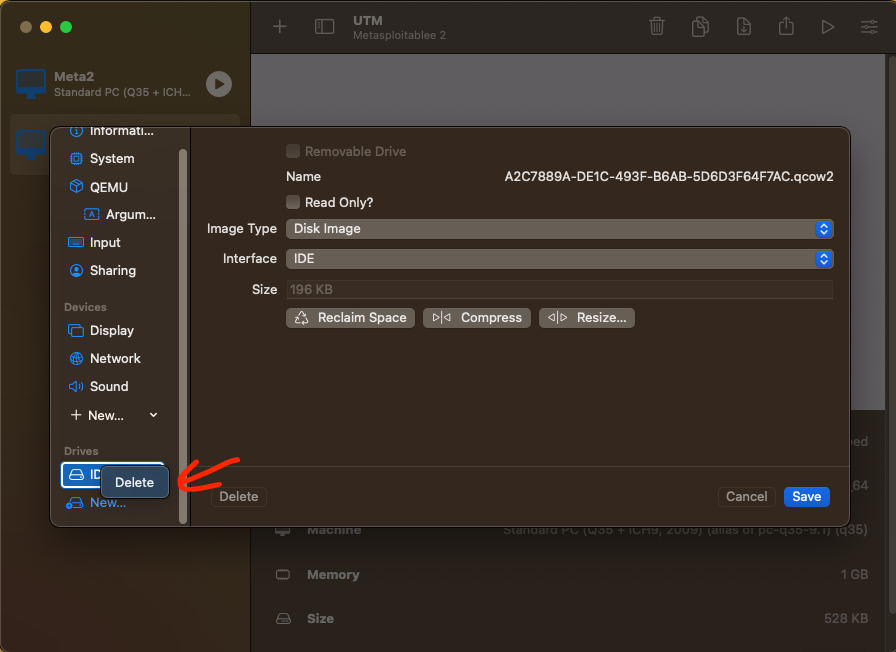 UTM
Metasploitablee 2
Meta2
Standard PC (Q35 + ICH...
Informati...
System
QEMU
Argum...
Input
Sharing
Devices
Display
Network
Sound
New...
Drives
ID
Delete
New...
Removable Drive
Name A2C7889A-DE1C-493F-B6AB-5D6D3F64F7AC.qcow2
Read Only?
Image Type Disk Image
Interface IDE
Size 196 KB
Reclaim Space Compress Resize...
Delete Cancel Save
Machine Standard PC (Q35 + ICH9, 2009) (alias of pc-q35-9.1) (q35)
Memory 1 GB
Size 528 KB